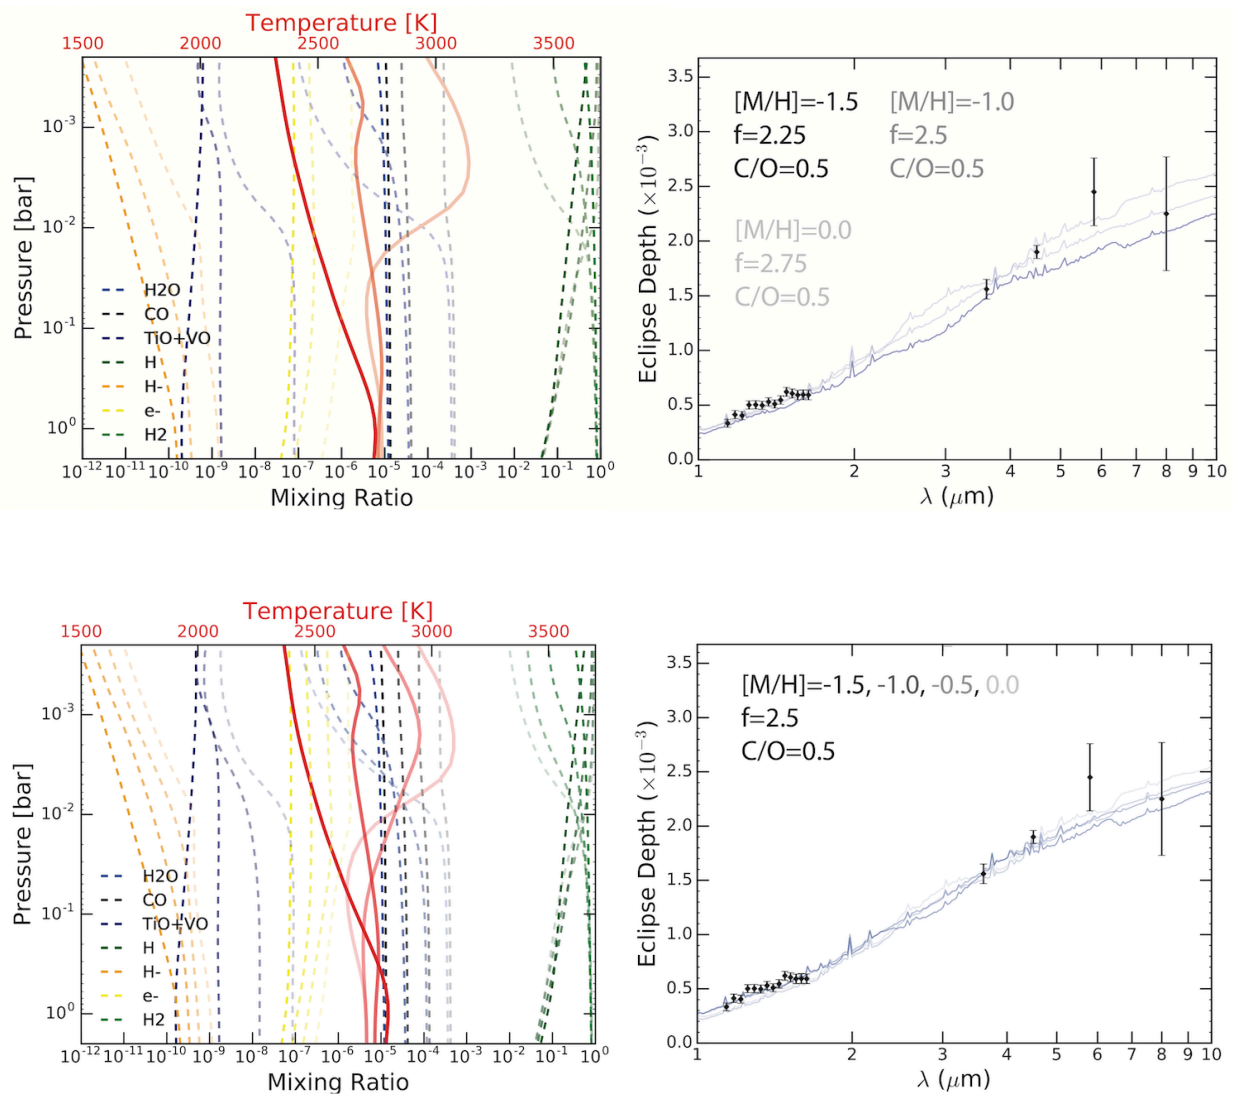 Temperature [K]
1500 2000 2500 3000 3500
Pressure [bar]
10⁻³
10⁻²
10⁻¹
10⁰
H2O
CO
TiO+VO
H
H-
e-
H2
10⁻¹² 10⁻¹¹ 10⁻¹⁰ 10⁻⁹ 10⁻⁸ 10⁻⁷ 10⁻⁶ 10⁻⁵ 10⁻⁴ 10⁻³ 10⁻² 10⁻¹ 10⁰
Mixing Ratio
Eclipse Depth (×10⁻³)
3.5
3.0
2.5
2.0
1.5
1.0
0.5
0.0
[M/H]=-1.5 [M/H]=-1.0
f=2.25 f=2.5
C/O=0.5 C/O=0.5
[M/H]=0.0
f=2.75
C/O=0.5
1 2 3 4 5 6 7 8 9 10
λ (μm)
Temperature [K]
1500 2000 2500 3000 3500
Pressure [bar]
10⁻³
10⁻²
10⁻¹
10⁰
H2O
CO
TiO+VO
H
H-
e-
H2
10⁻¹² 10⁻¹¹ 10⁻¹⁰ 10⁻⁹ 10⁻⁸ 10⁻⁷ 10⁻⁶ 10⁻⁵ 10⁻⁴ 10⁻³ 10⁻² 10⁻¹ 10⁰
Mixing Ratio
Eclipse Depth (×10⁻³)
3.5
3.0
2.5
2.0
1.5
1.0
0.5
0.0
[M/H]=-1.5, -1.0, -0.5, 0.0
f=2.5
C/O=0.5
1 2 3 4 5 6 7 8 9 10
λ (μm)